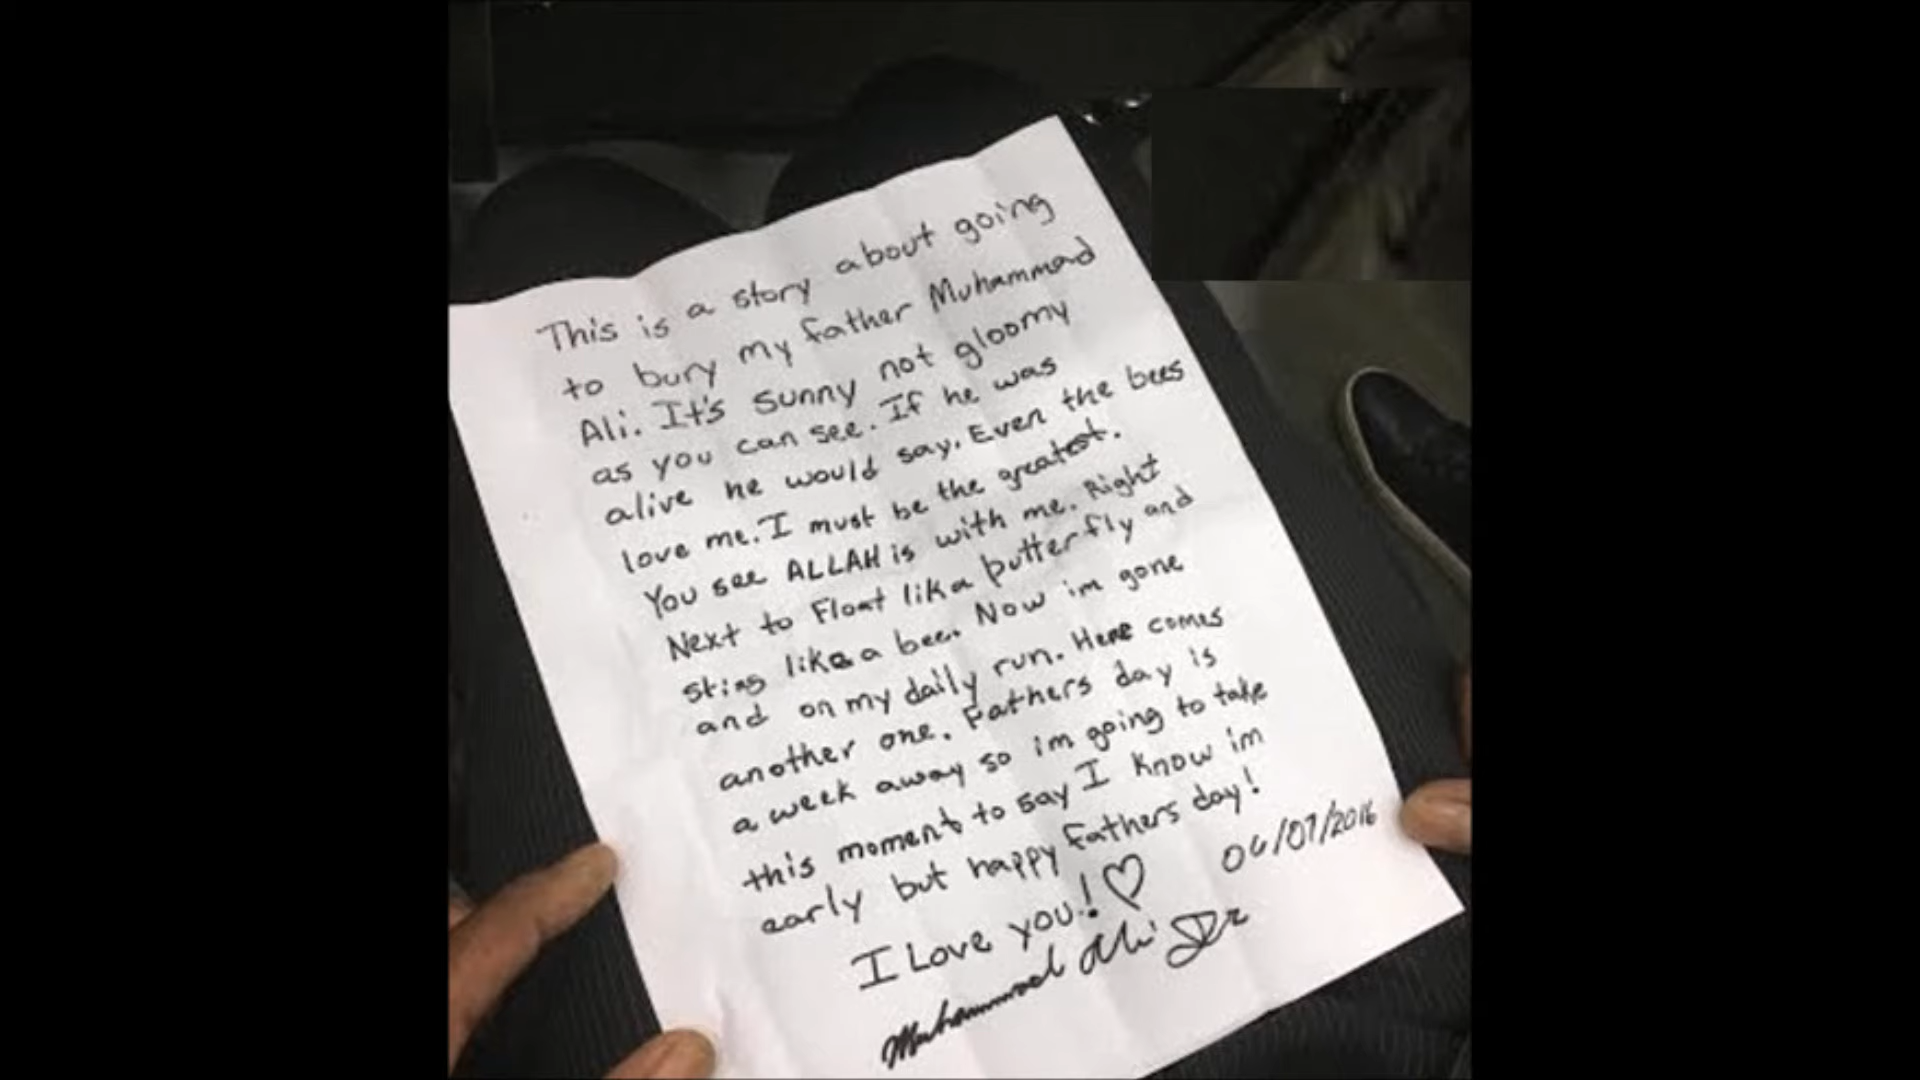 This is a story about going
to bury my father Muhammad
Ali. It's sunny not gloomy
as you can see. If he was
alive he would say. Even the bees
love me. I must be the greatest.
You see ALLAH is with me. Right
Next to Float like a butterfly and
sting like a bee. Now im gone
and on my daily run. Here comes
another one. Fathers day is
a week away so im going to take
this moment to say I know im
early but happy fathers day!
I Love you! ♡ 06/07/2016
Muhammad Ali Jr